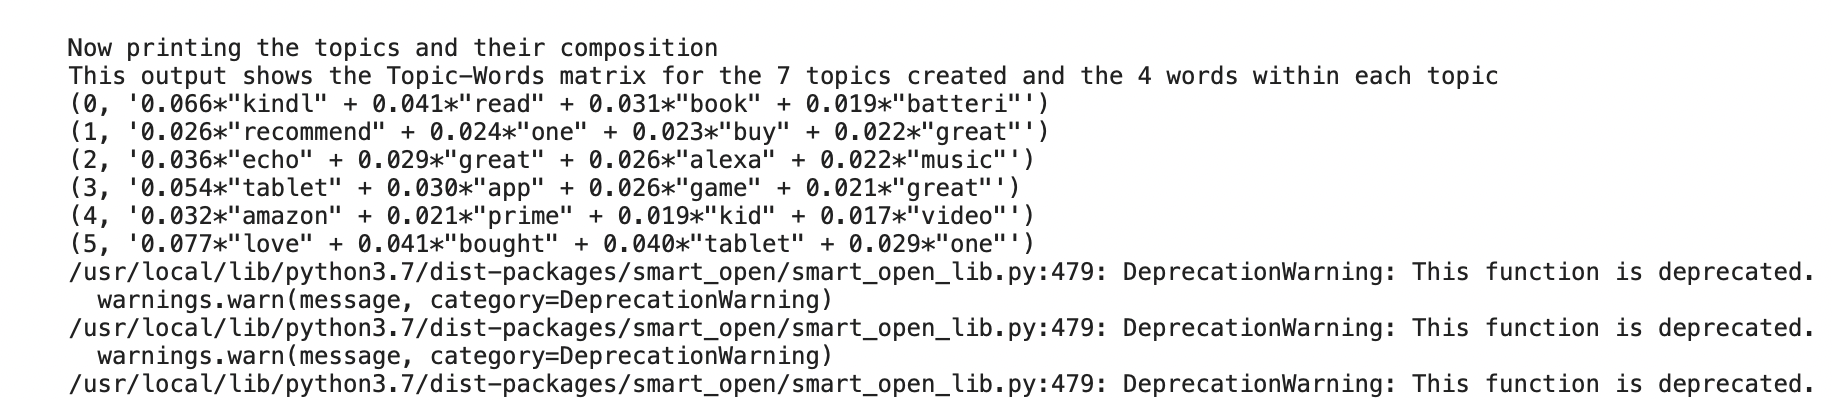 Now printing the topics and their composition
This output shows the Topic-Words matrix for the 7 topics created and the 4 words within each topic
(0, '0.066*"kindl" + 0.041*"read" + 0.031*"book" + 0.019*"batteri"')
(1, '0.026*"recommend" + 0.024*"one" + 0.023*"buy" + 0.022*"great"')
(2, '0.036*"echo" + 0.029*"great" + 0.026*"alexa" + 0.022*"music"')
(3, '0.054*"tablet" + 0.030*"app" + 0.026*"game" + 0.021*"great"')
(4, '0.032*"amazon" + 0.021*"prime" + 0.019*"kid" + 0.017*"video"')
(5, '0.077*"love" + 0.041*"bought" + 0.040*"tablet" + 0.029*"one"')
/usr/local/lib/python3.7/dist-packages/smart_open/smart_open_lib.py:479: DeprecationWarning: This function is deprecated.
  warnings.warn(message, category=DeprecationWarning)
/usr/local/lib/python3.7/dist-packages/smart_open/smart_open_lib.py:479: DeprecationWarning: This function is deprecated.
  warnings.warn(message, category=DeprecationWarning)
/usr/local/lib/python3.7/dist-packages/smart_open/smart_open_lib.py:479: DeprecationWarning: This function is deprecated.